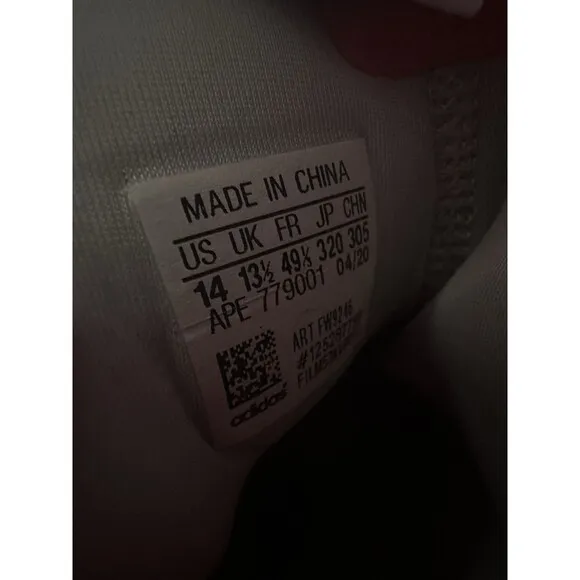 MADE IN CHINA
US UK FR JP CHN
14 13½ 49⅓ 320 305
APE 779001 04/20
ART FW9246
adidas